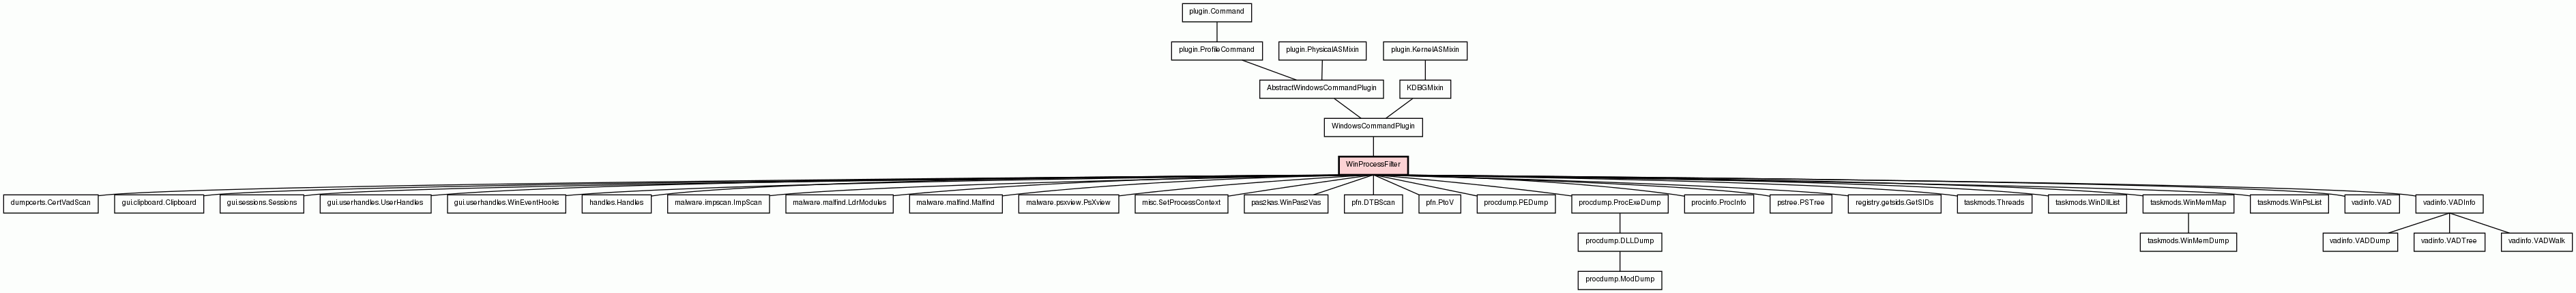 plugin.Command
plugin.ProfileCommand
plugin.PhysicalASMixin
plugin.KernelASMixin
AbstractWindowsCommandPlugin
KDBGMixin
WindowsCommandPlugin
WinProcessFilter
dumpcerts.CertVadScan
gui.clipboard.Clipboard
gui.sessions.Sessions
gui.userhandles.UserHandles
gui.userhandles.WinEventHooks
handles.Handles
malware.impscan.ImpScan
malware.malfind.LdrModules
malware.malfind.Malfind
malware.psxview.PsXview
misc.SetProcessContext
pas2kas.WinPas2Vas
pfn.DTBScan
pfn.PtoV
procdump.PEDump
procdump.ProcExeDump
procinfo.ProcInfo
pstree.PSTree
registry.getsids.GetSIDs
taskmods.Threads
taskmods.WinDllList
taskmods.WinMemMap
taskmods.WinPsList
vadinfo.VAD
vadinfo.VADInfo
procdump.DLLDump
taskmods.WinMemDump
vadinfo.VADDump
vadinfo.VADTree
vadinfo.VADWalk
procdump.ModDump